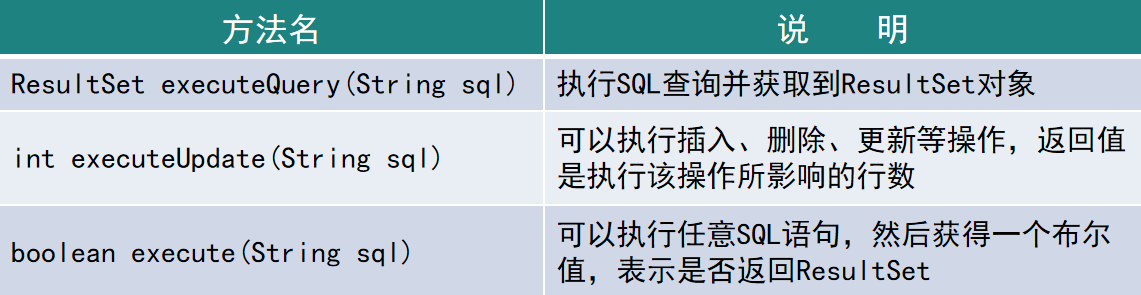 方法名
说 明
ResultSet executeQuery(String sql)
执行SQL查询并获取到ResultSet对象
int executeUpdate(String sql)
可以执行插入、删除、更新等操作，返回值
是执行该操作所影响的行数
boolean execute(String sql)
可以执行任意SQL语句，然后获得一个布尔
值，表示是否返回ResultSet